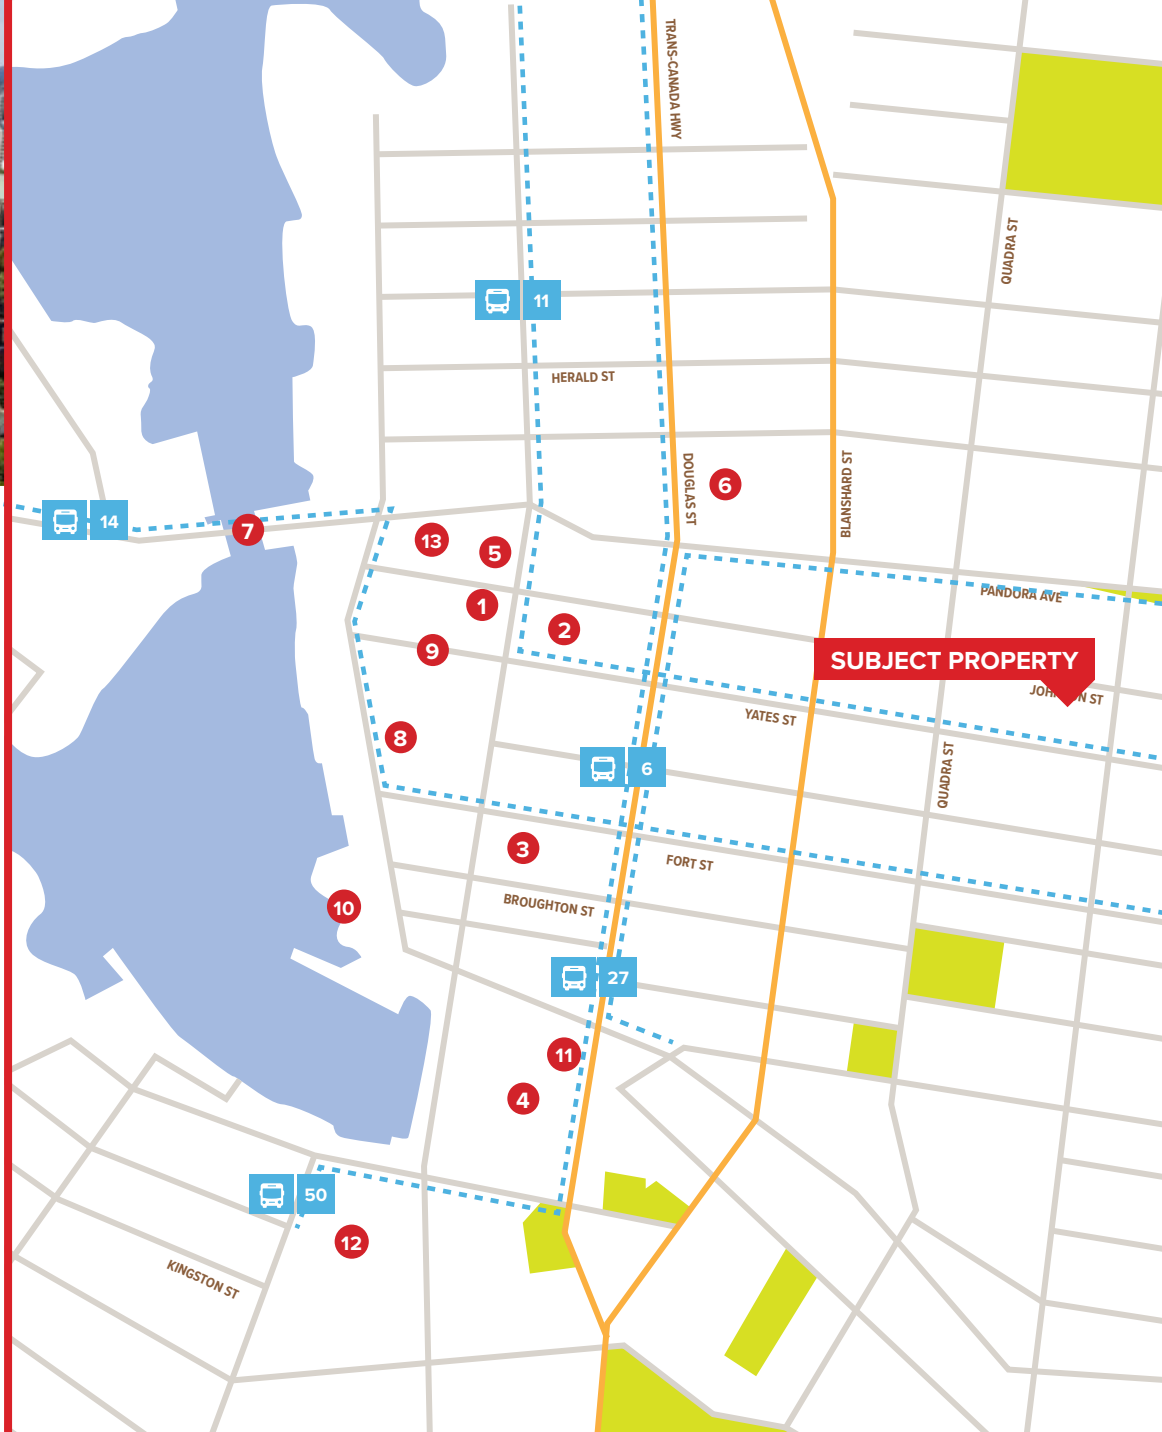 TRANS-CANADA HWY
QUADRA ST
11
HERALD ST
DOUGLAS ST
6
BLANSHARD ST
14
7
13
5
PANDORA AVE
1
2
9
SUBJECT PROPERTY
YATES ST
8
QUADRA ST
6
3
FORT ST
BROUGHTON ST
10
27
11
4
50
12
KINGSTON ST